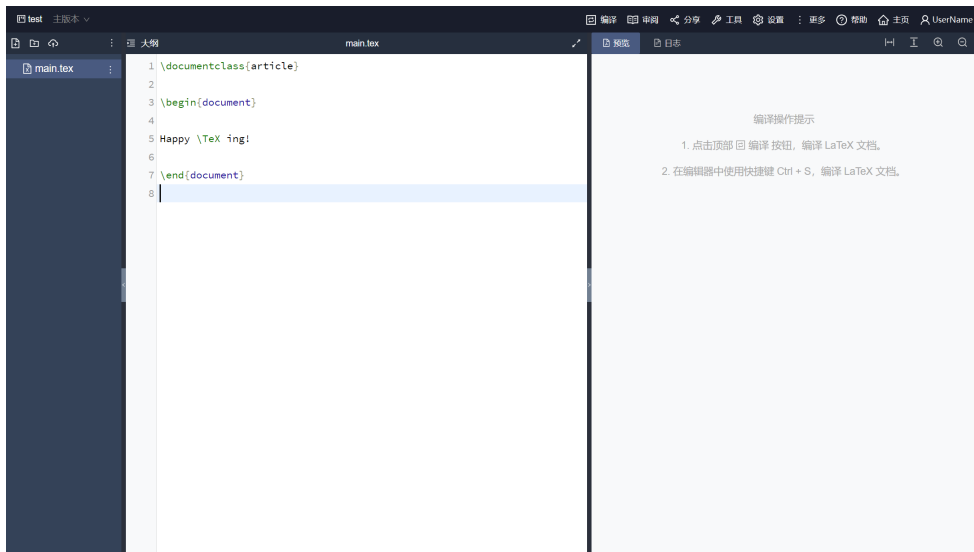 test 主版本
编译 审阅 分享 工具 设置 更多 帮助 主页 UserName
大纲 main.tex 预览 日志
main.tex
1 \documentclass{article}
2
3 \begin{document}
4
5 Happy \TeX ing!
6
7 \end{document}
8
编译操作提示
1. 点击顶部 编译 按钮，编译 LaTeX 文档。
2. 在编辑器中使用快捷键 Ctrl + S，编译 LaTeX 文档。